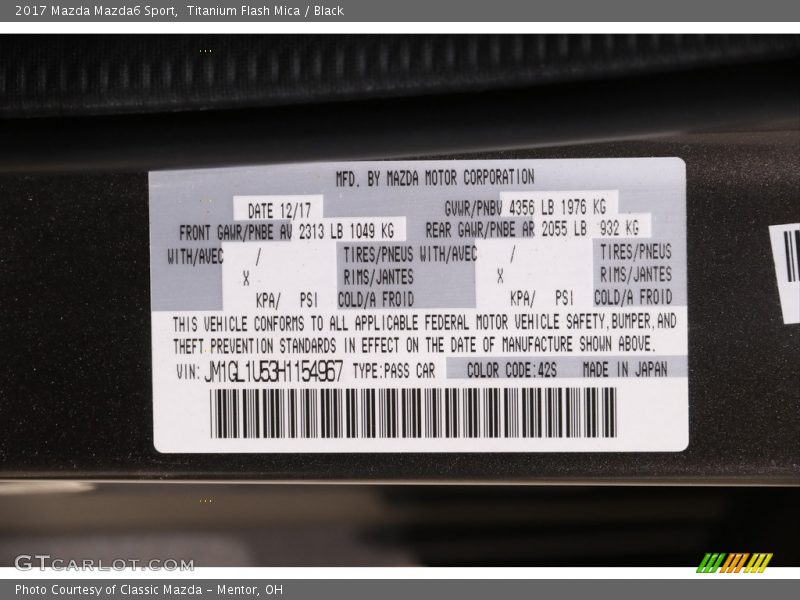 2017 Mazda Mazda6 Sport,  Titanium Flash Mica / Black
MFD. BY MAZDA MOTOR CORPORATION
DATE 12/17 GVWR/PNBV 4356 LB 1976 KG
FRONT GAWR/PNBE AV 2313 LB 1049 KG REAR GAWR/PNBE AR 2055 LB 932 KG
WITH/AVEC / TIRES/PNEUS WITH/AVEC / TIRES/PNEUS
X RIMS/JANTES X RIMS/JANTES
KPA/ PSI COLD/A FROID KPA/ PSI COLD/A FROID
THIS VEHICLE CONFORMS TO ALL APPLICABLE FEDERAL MOTOR VEHICLE SAFETY,BUMPER,AND
THEFT PREVENTION STANDARDS IN EFFECT ON THE DATE OF MANUFACTURE SHOWN ABOVE.
VIN: JM1GL1U53H1154967 TYPE:PASS CAR COLOR CODE:42S MADE IN JAPAN
GTCARLOT.COM
Photo Courtesy of Classic Mazda - Mentor, OH